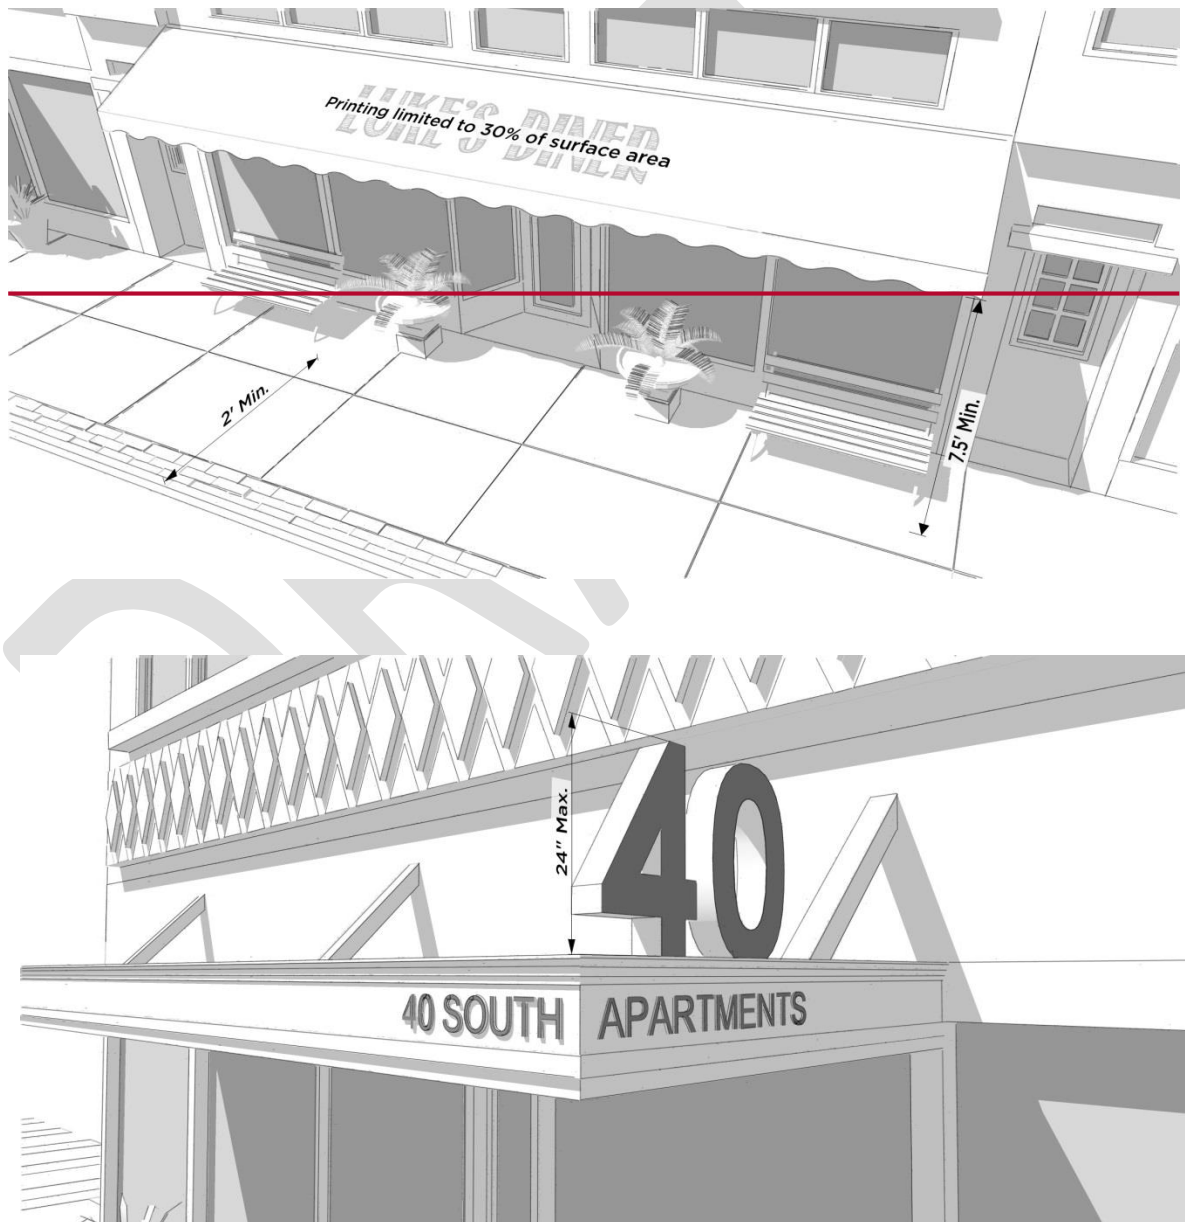 LUKE'S DINER
Printing limited to 30% of surface area
2' Min.
7.5' Min.
24" Max.
40
40 SOUTH APARTMENTS